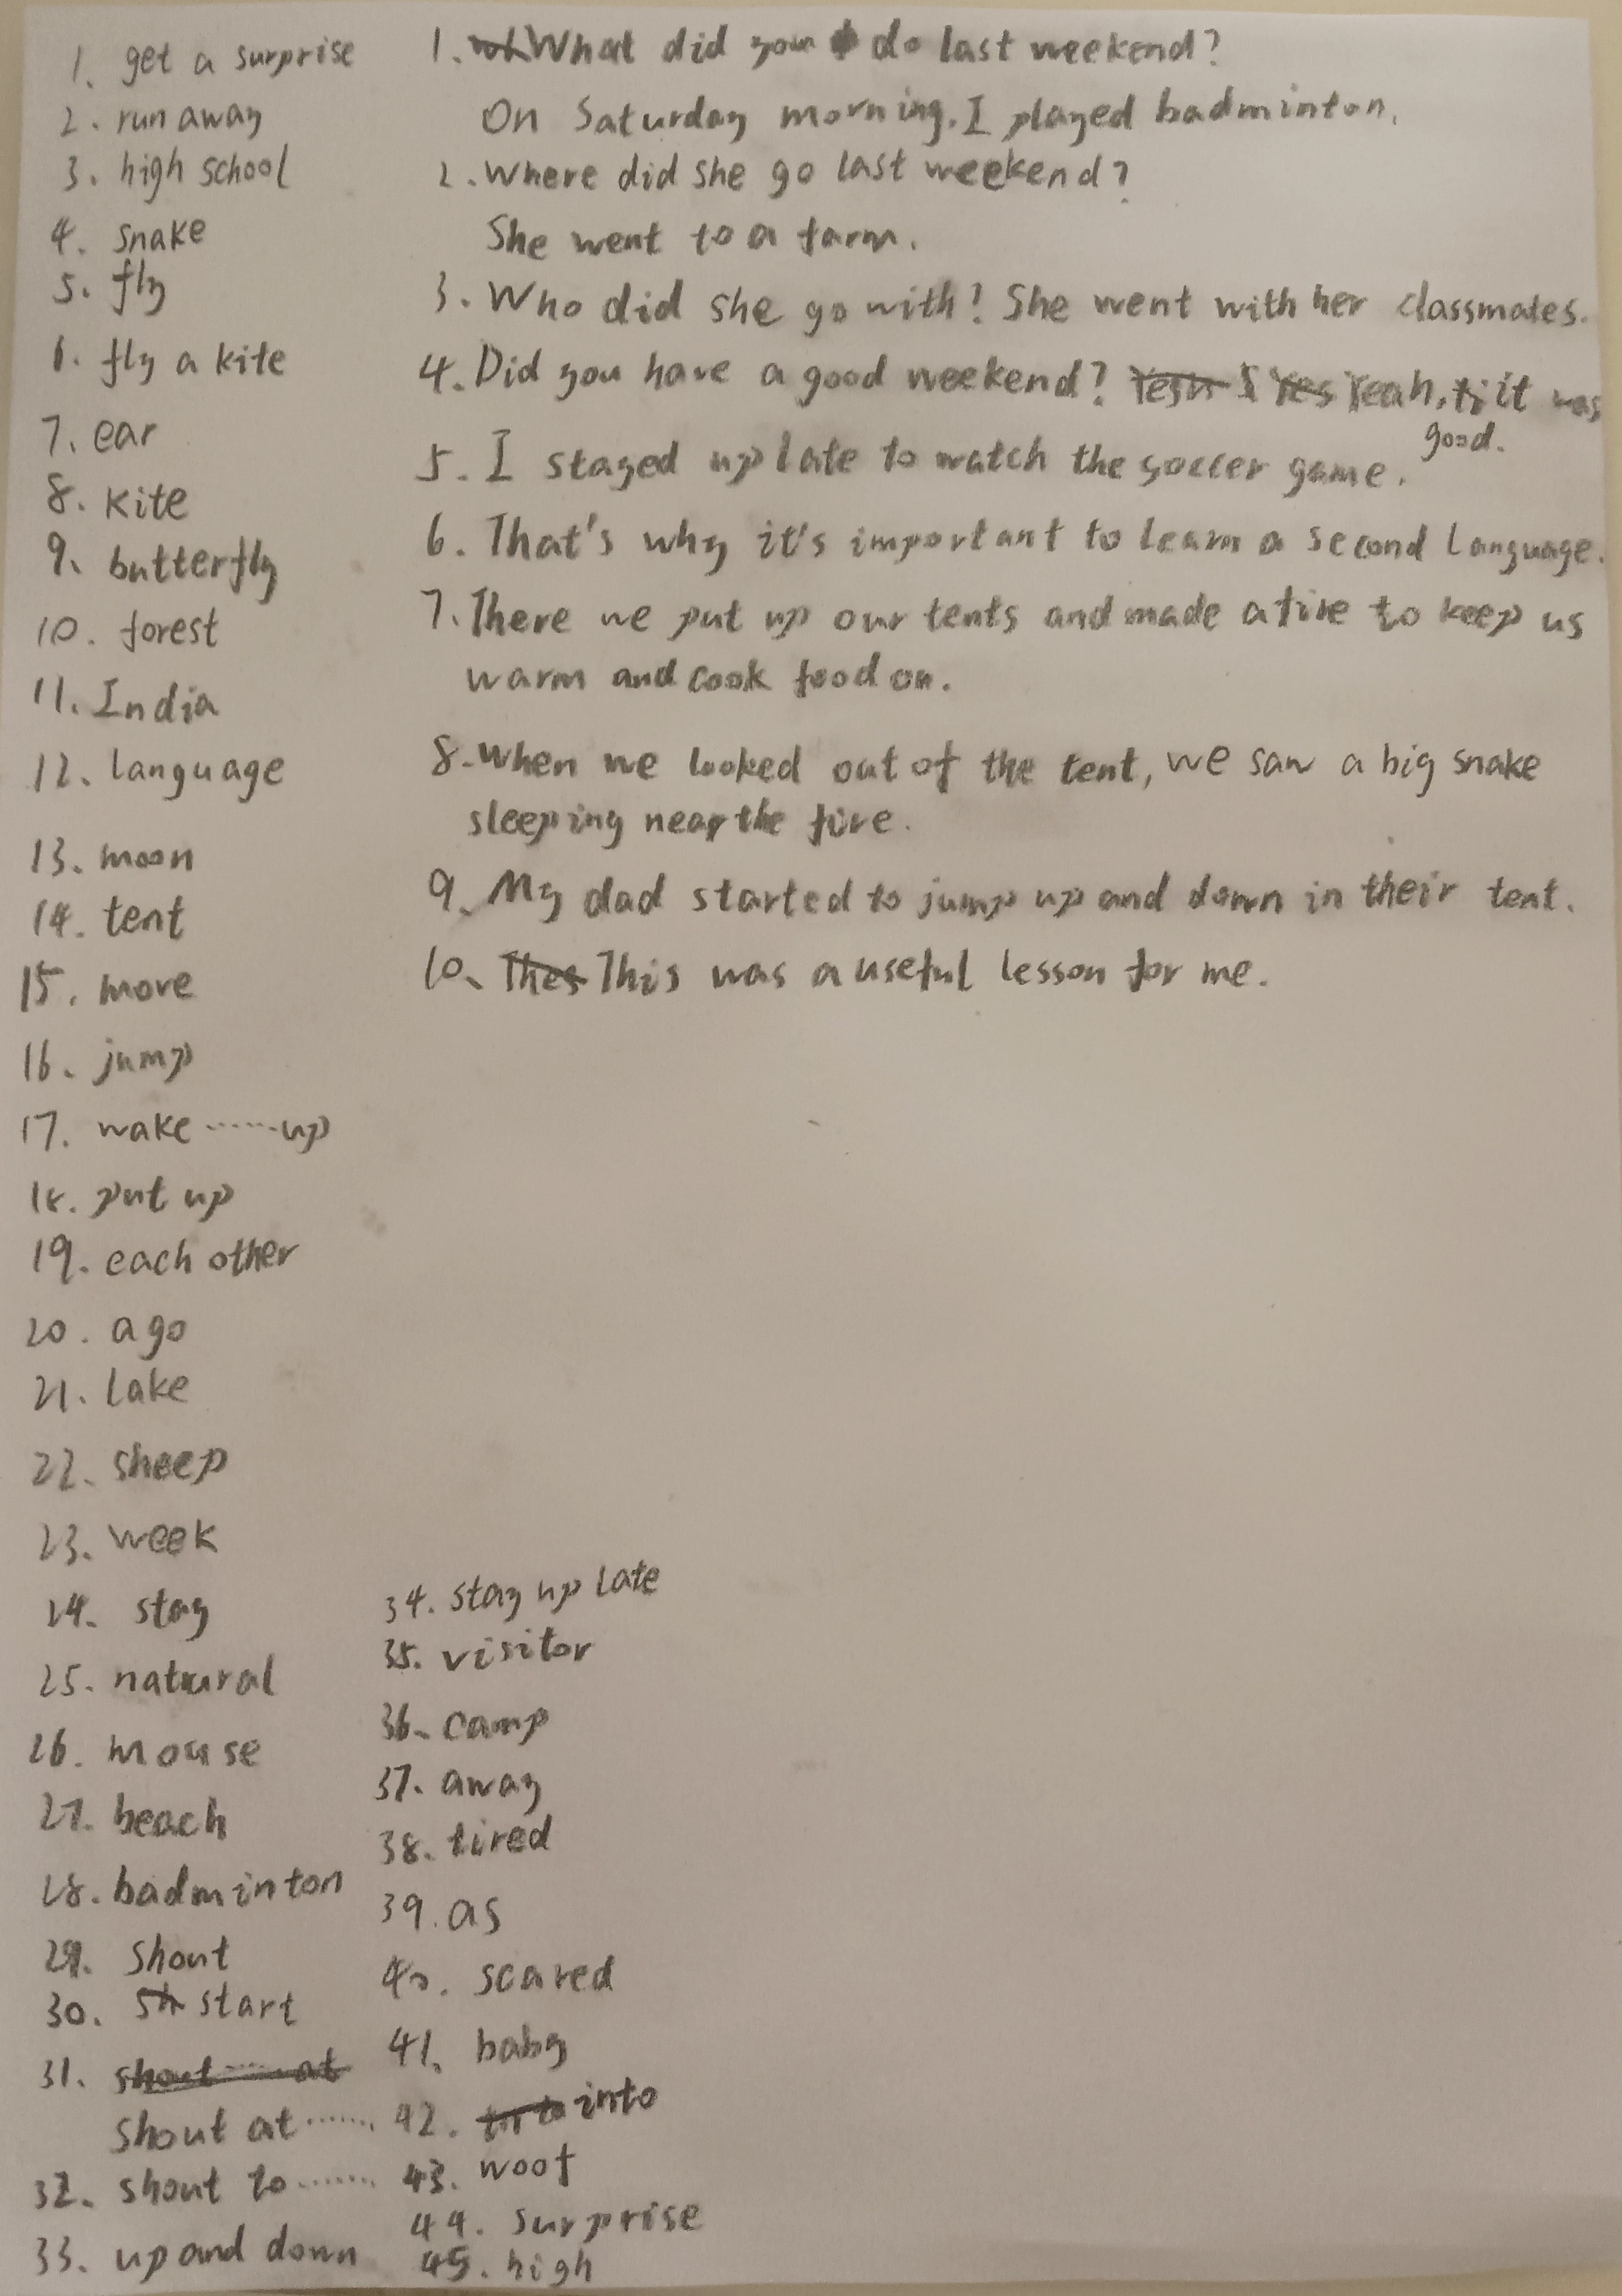 1. get a surprise
2. run away
3. high school
4. snake
5. fly
6. fly a kite
7. ear
8. kite
9. butterfly
10. forest
11. India
12. language
13. moon
14. tent
15. move
16. jump
17. wake ······up
18. put up
19. each other
20. ago
21. lake
22. sheep
23. week
24. stay
25. natural
26. mouse
27. beach
28. badminton
29. shout
30. start
31. shout ······ at
shout at ······
32. shout to ······
33. up and down
34. stay up late
35. visitor
36. camp
37. away
38. tired
39. as
40. scared
41. baby
42. into
43. woof
44. surprise
45. high
1. What did you do last weekend?
On Saturday morning, I played badminton.
2. Where did she go last weekend?
She went to a farm.
3. Who did she go with? She went with her classmates.
4. Did you have a good weekend? Yes Yeah, it was
good.
5. I stayed up late to watch the soccer game.
6. That's why it's important to learn a second language.
7. There we put up our tents and made a fire to keep us
warm and cook food on.
8. When we looked out of the tent, we saw a big snake
sleeping near the fire.
9. My dad started to jump up and down in their tent.
10. This was a useful lesson for me.